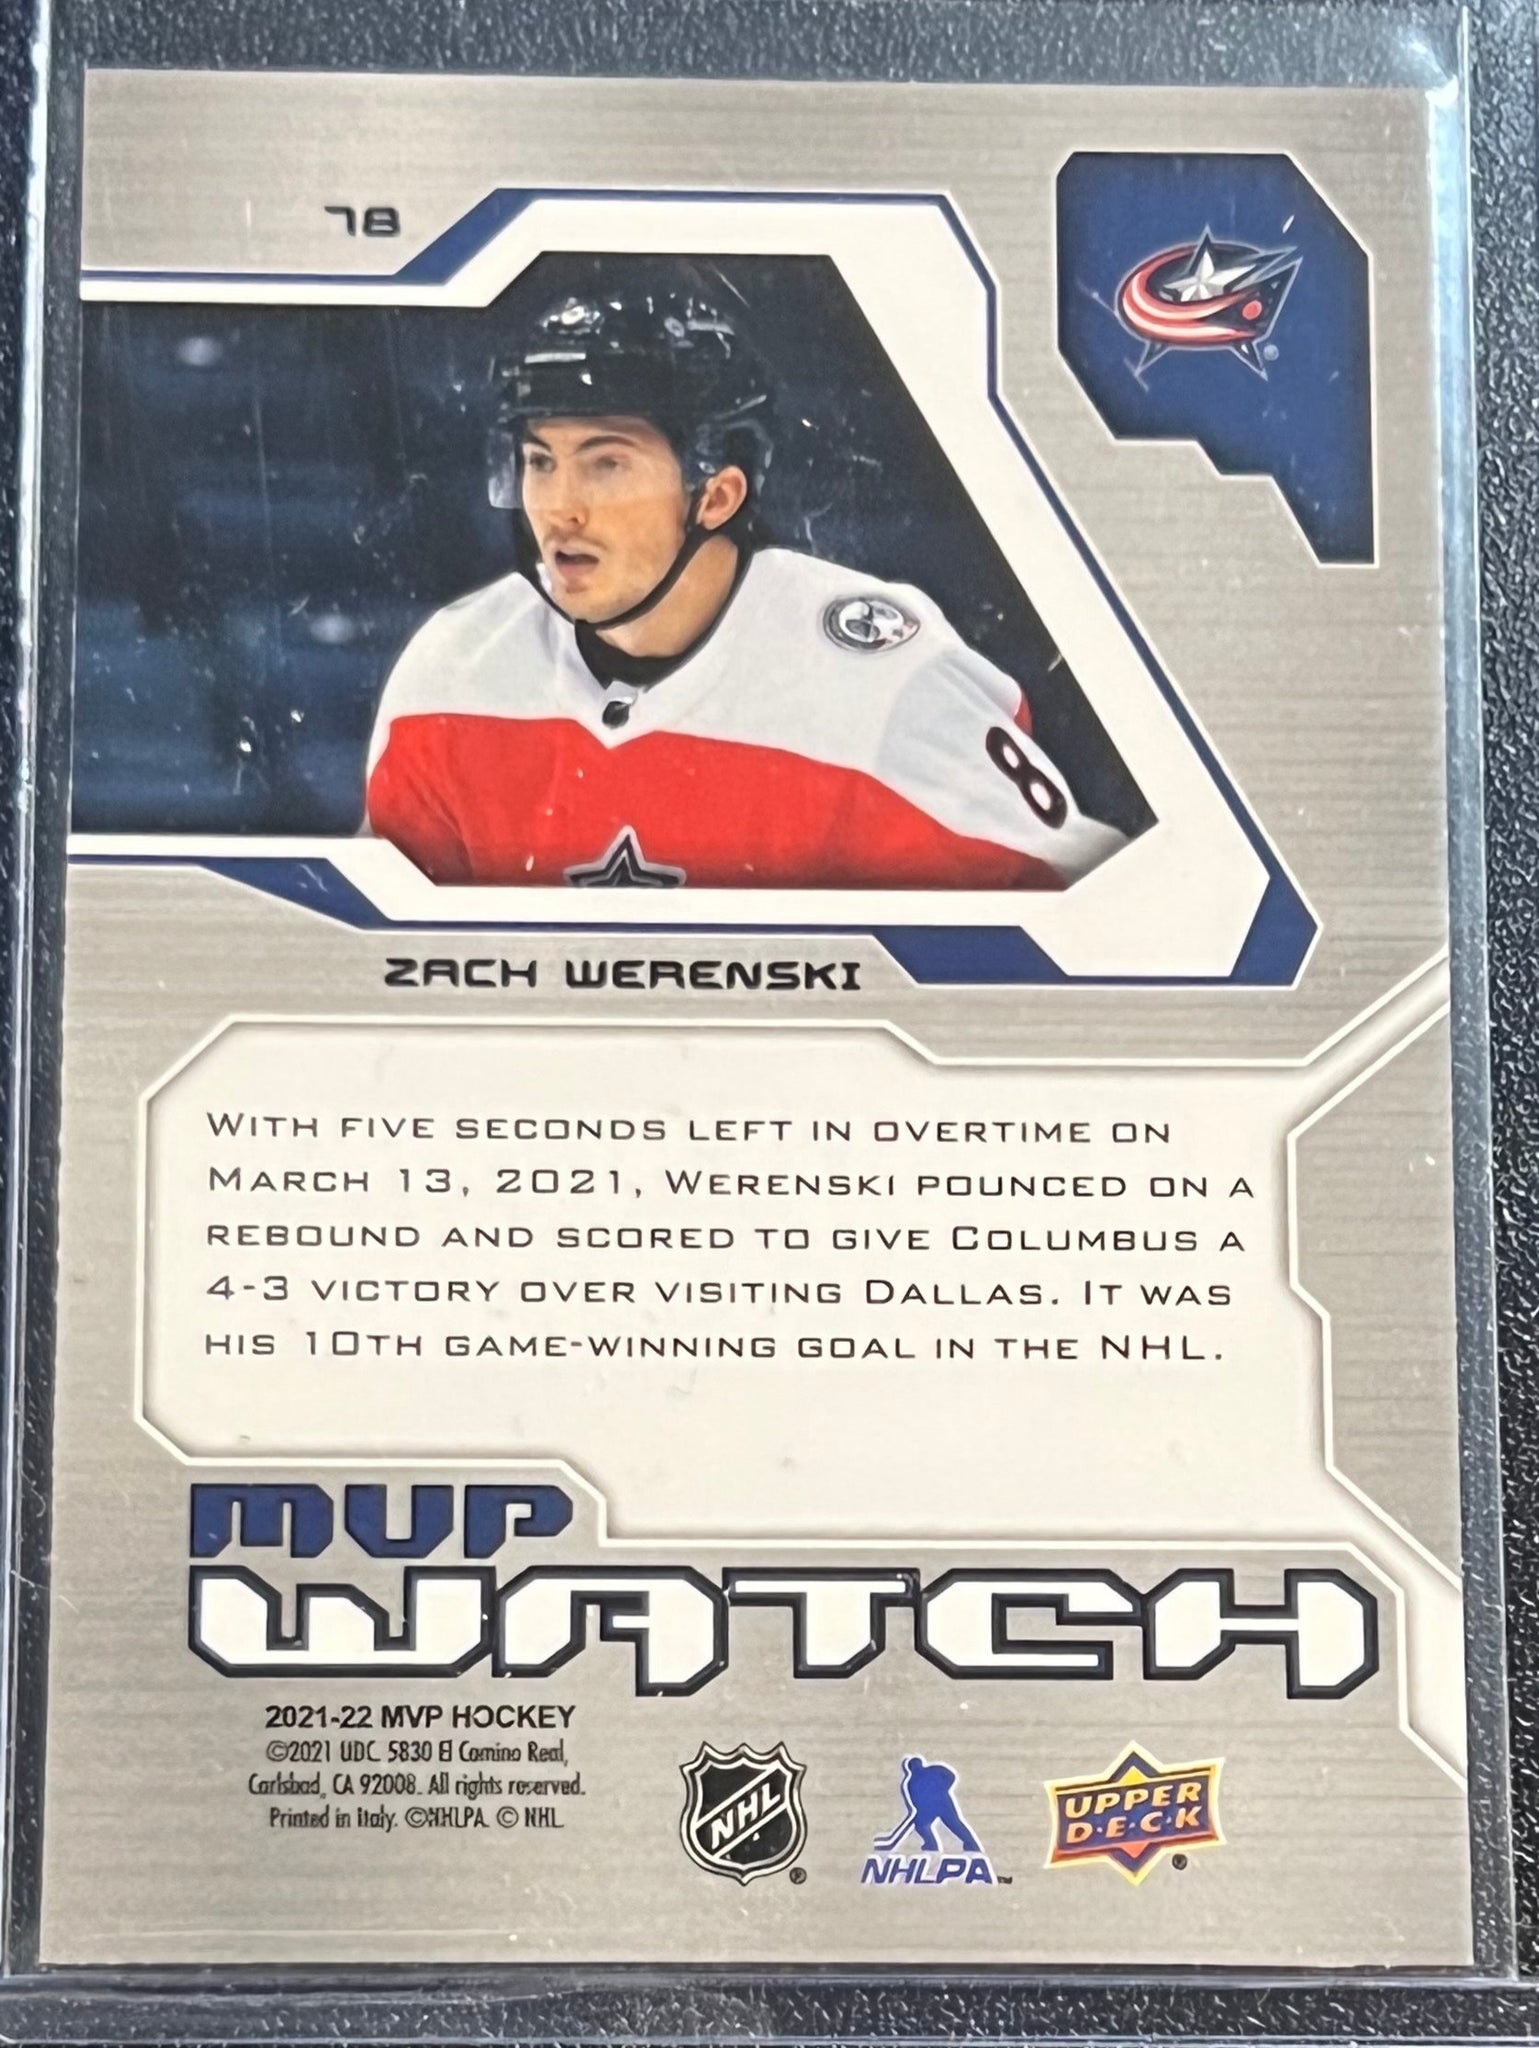 78
8
ZACH WERENSKI
WITH FIVE SECONDS LEFT IN OVERTIME ON
MARCH 13, 2021, WERENSKI POUNCED ON A
REBOUND AND SCORED TO GIVE COLUMBUS A
4-3 VICTORY OVER VISITING DALLAS. IT WAS
HIS 10TH GAME-WINNING GOAL IN THE NHL.
MVP
WATCH
2021-22 MVP HOCKEY
©2021 UDC. 5830 El Camino Real,
Carlsbad, CA 92008. All rights reserved.
Printed in Italy. ©NHLPA. © NHL
NHL ®
NHLPA™
UPPER
D·E·C·K ®